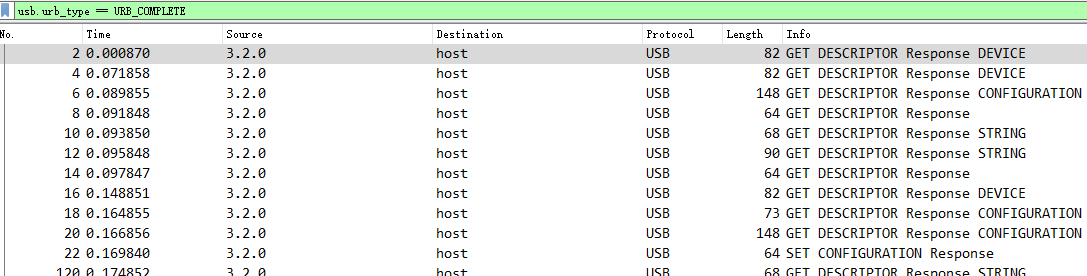 usb.urb_type == URB_COMPLETE
No. Time Source Destination Protocol Length Info
2 0.000870 3.2.0 host USB 82 GET DESCRIPTOR Response DEVICE
4 0.071858 3.2.0 host USB 82 GET DESCRIPTOR Response DEVICE
6 0.089855 3.2.0 host USB 148 GET DESCRIPTOR Response CONFIGURATION
8 0.091848 3.2.0 host USB 64 GET DESCRIPTOR Response
10 0.093850 3.2.0 host USB 68 GET DESCRIPTOR Response STRING
12 0.095848 3.2.0 host USB 90 GET DESCRIPTOR Response STRING
14 0.097847 3.2.0 host USB 64 GET DESCRIPTOR Response
16 0.148851 3.2.0 host USB 82 GET DESCRIPTOR Response DEVICE
18 0.164855 3.2.0 host USB 73 GET DESCRIPTOR Response CONFIGURATION
20 0.166856 3.2.0 host USB 148 GET DESCRIPTOR Response CONFIGURATION
22 0.169840 3.2.0 host USB 64 SET CONFIGURATION Response
120 0.174852 3.2.0 host USB 68 GET DESCRIPTOR Response STRING